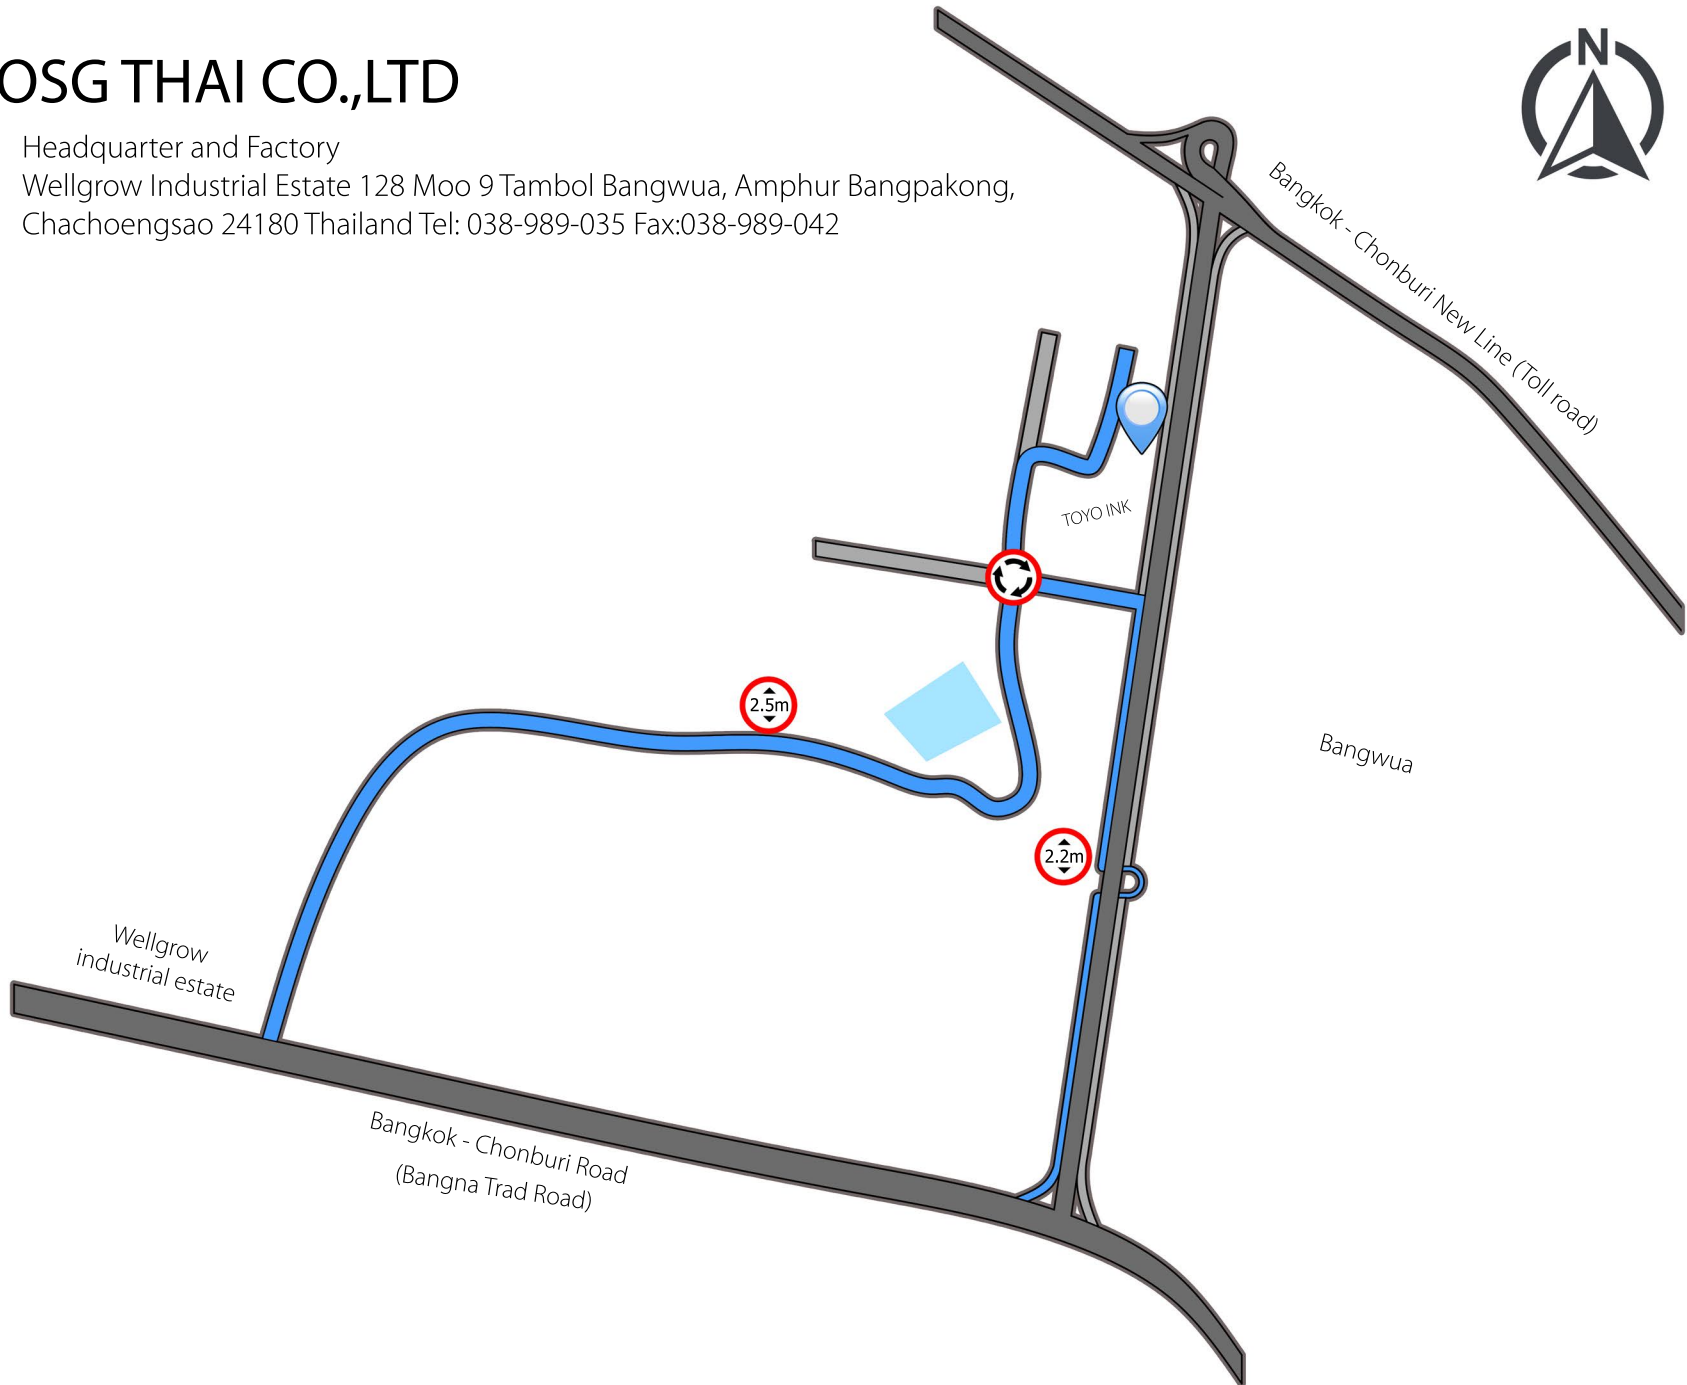 OSG THAI CO.,LTD
N
Headquarter and Factory
Wellgrow Industrial Estate 128 Moo 9 Tambol Bangwua, Amphur Bangpakong,
Chachoengsao 24180 Thailand Tel: 038-989-035 Fax:038-989-042
Bangkok - Chonburi New Line (Toll road)
TOYO INK
2.5m
Bangwua
2.2m
Wellgrow
industrial estate
Bangkok - Chonburi Road
(Bangna Trad Road)